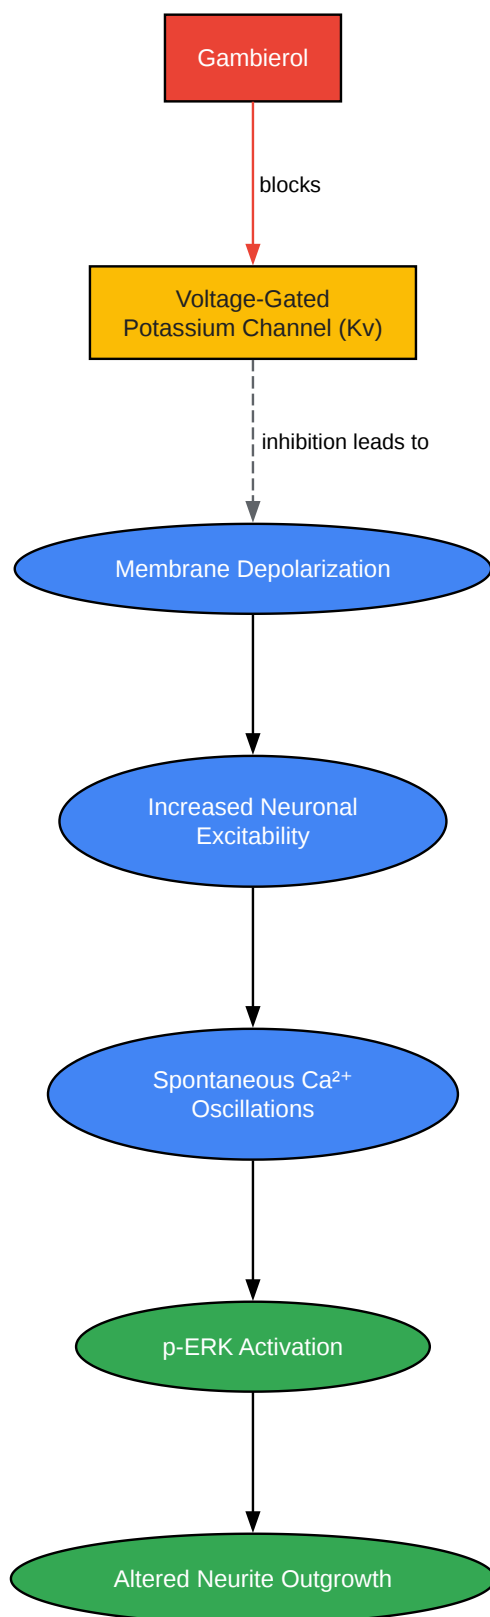 Gambierol
blocks
Voltage-Gated
Potassium Channel (Kv)
inhibition leads to
Membrane Depolarization
Increased Neuronal
Excitability
Spontaneous Ca²⁺
Oscillations
p-ERK Activation
Altered Neurite Outgrowth